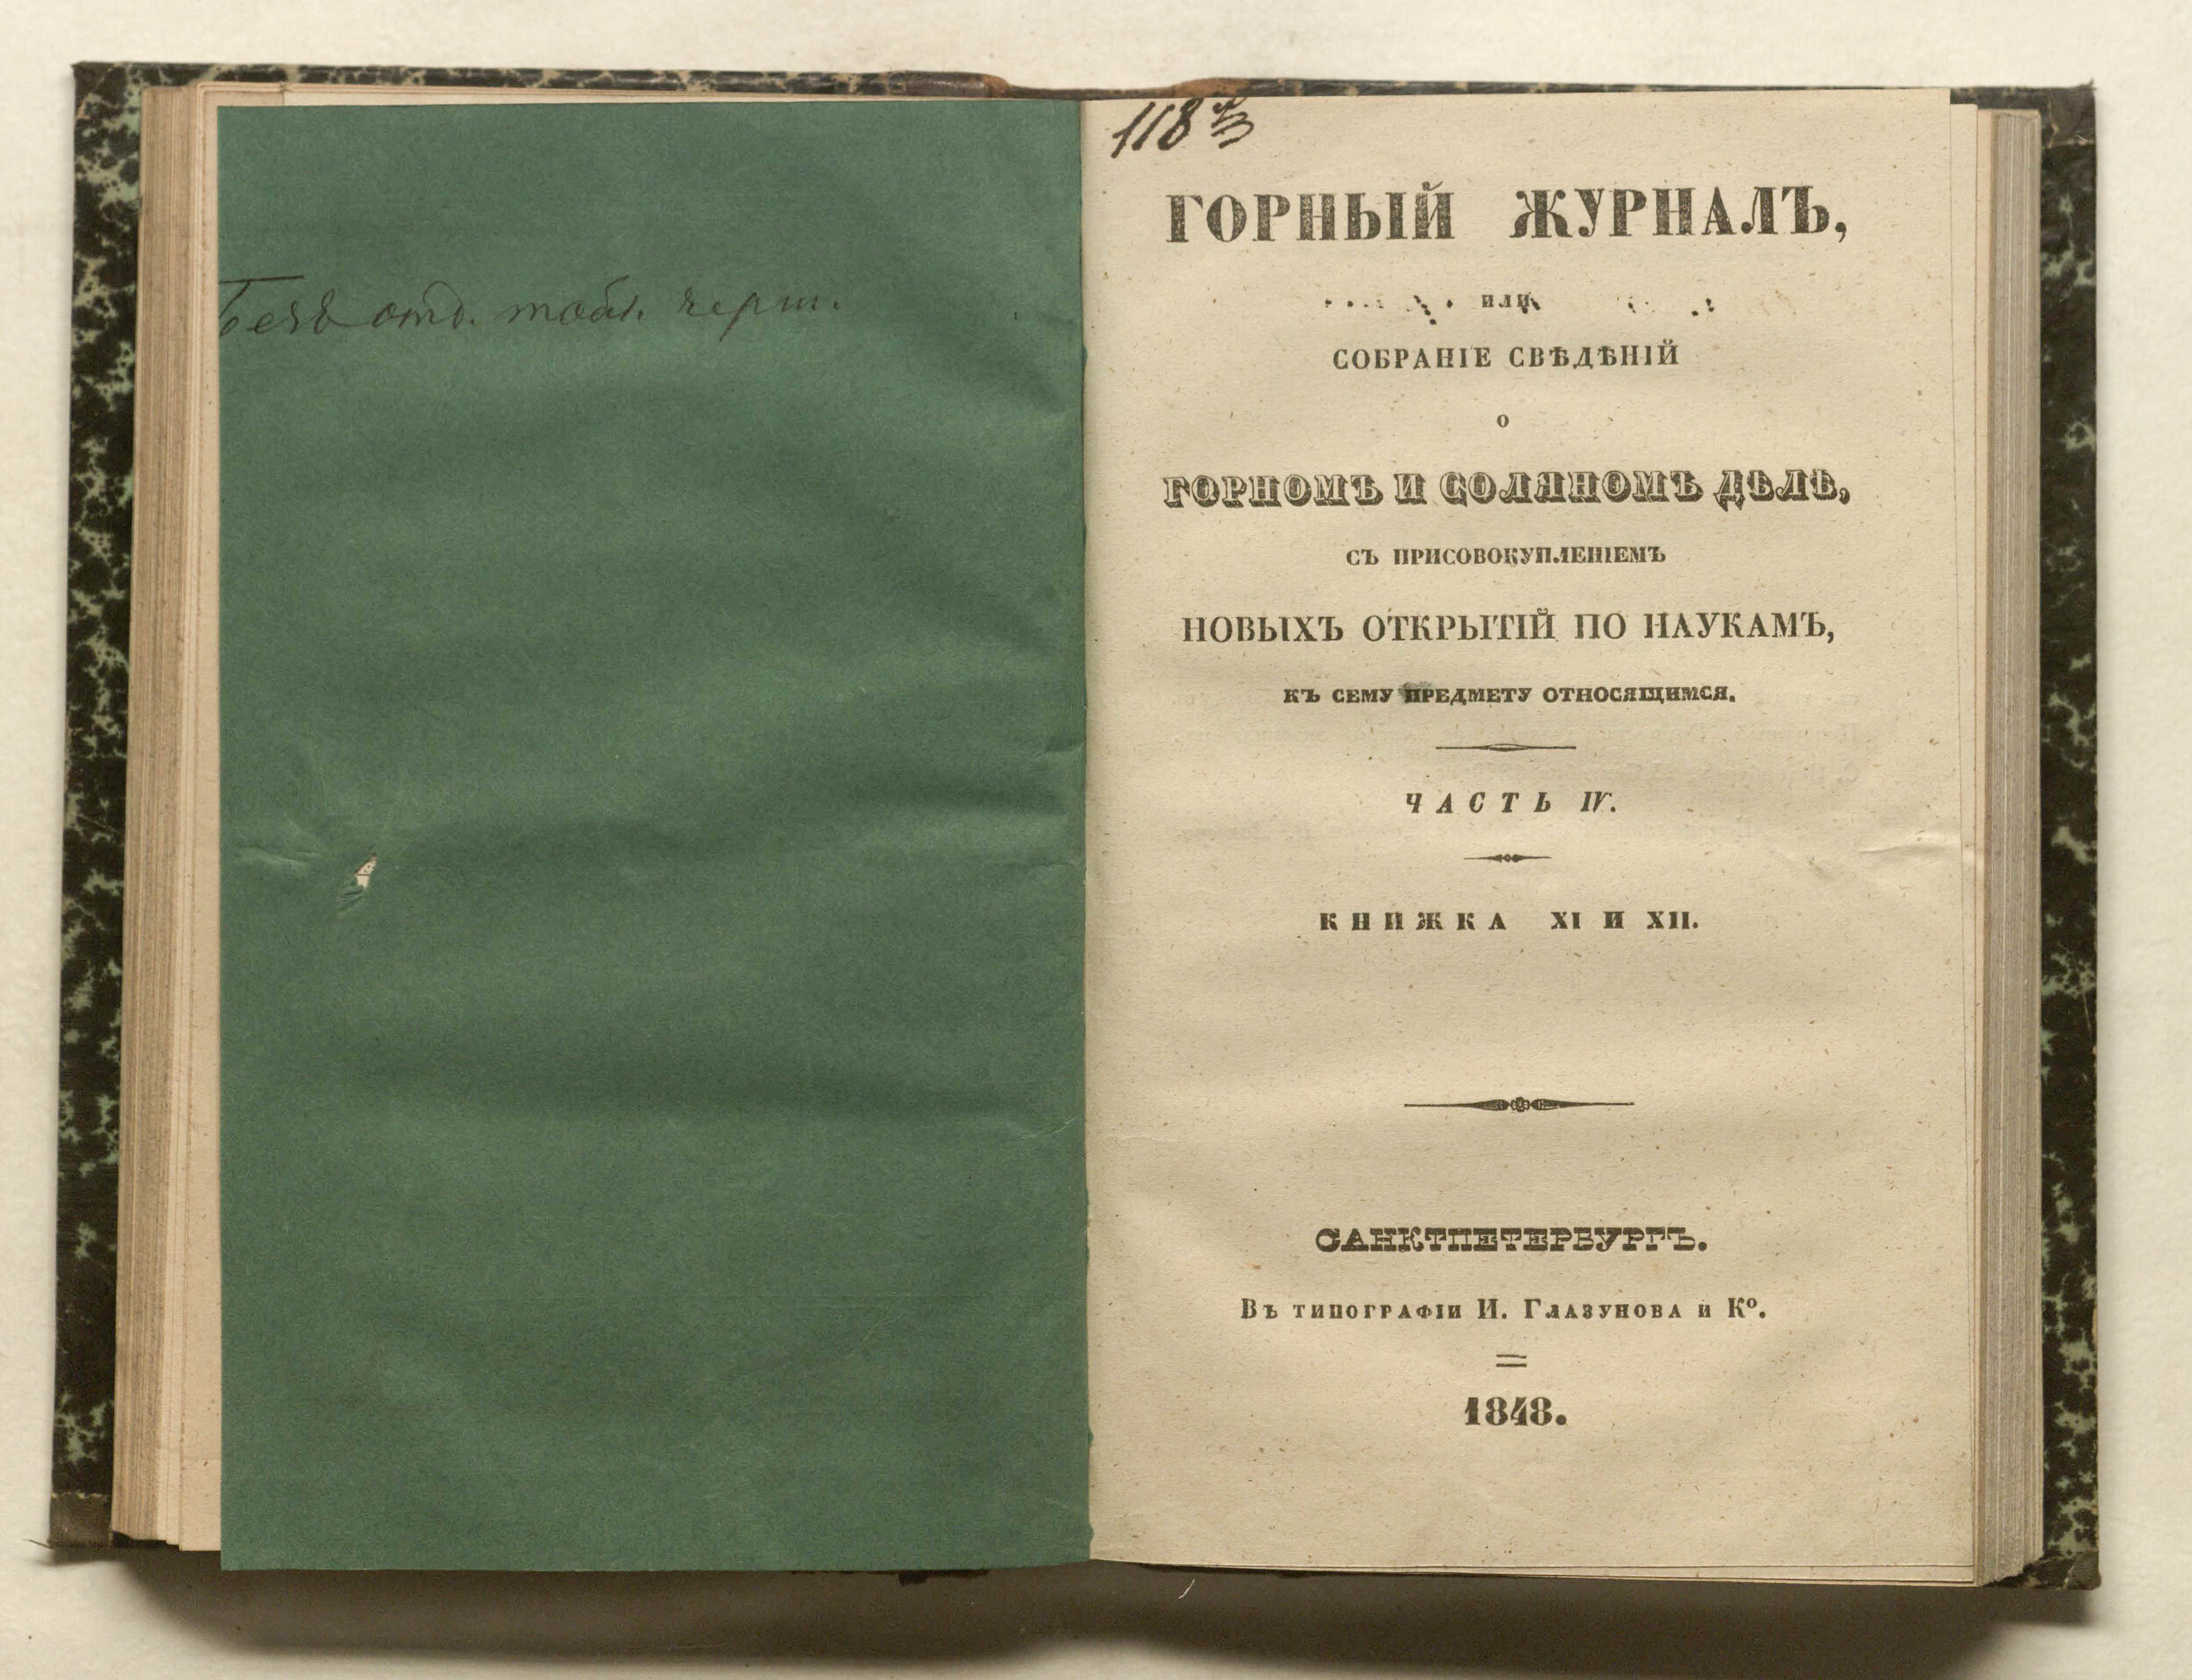 Безъ отд. табл. черт.
118
ГОРНЫЙ ЖУРНАЛЪ,
или
СОБРАНІЕ СВѢДѢНІЙ
о
ГОРНОМЪ И СОЛЯНОМЪ ДѢЛѢ,
СЪ ПРИСОВОКУПЛЕНІЕМЪ
НОВЫХЪ ОТКРЫТІЙ ПО НАУКАМЪ,
КЪ СЕМУ ПРЕДМЕТУ ОТНОСЯЩИМСЯ.
ЧАСТЬ IV.
КНИЖКА XI И XII.
САНКТПЕТЕРБУРГЪ.
Въ типографіи И. Глазунова и Ко.
1848.